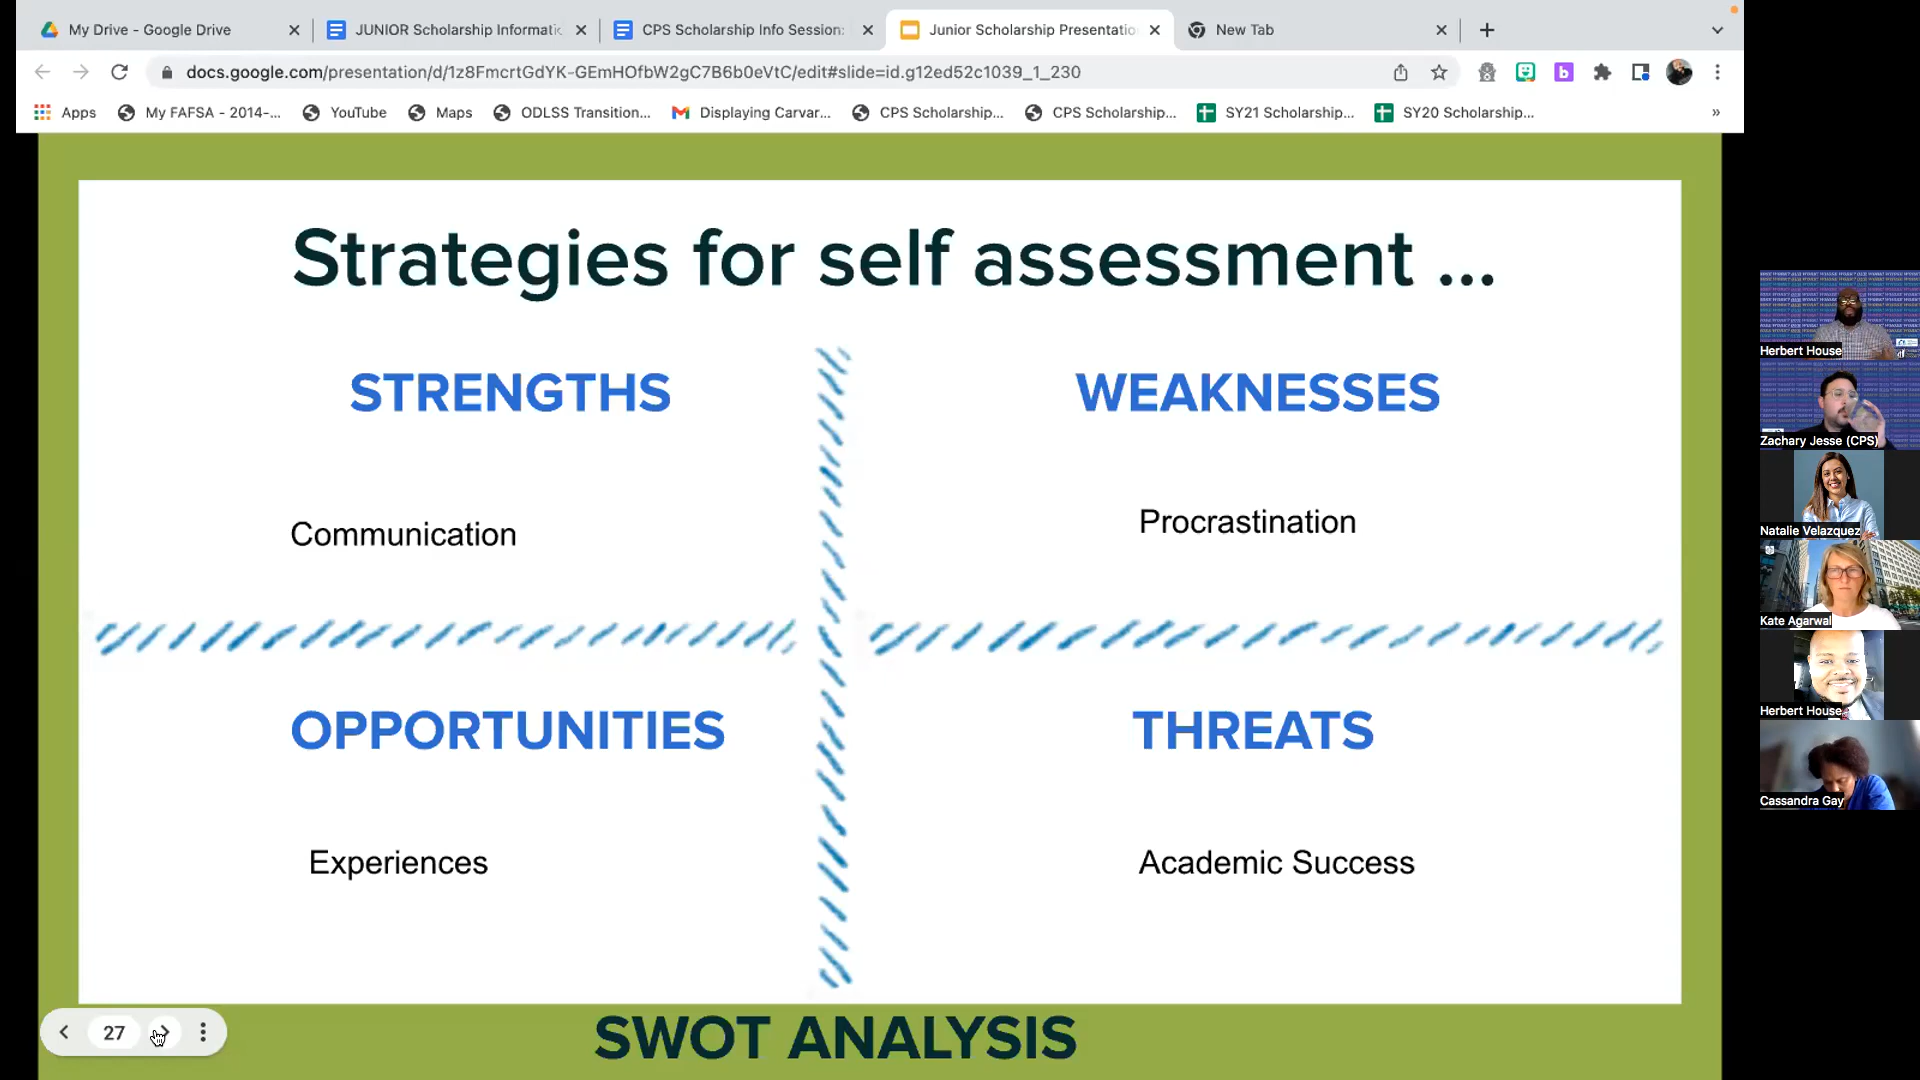 My Drive - Google Drive
JUNIOR Scholarship Informatic
CPS Scholarship Info Session:
Junior Scholarship Presentatio
New Tab
docs.google.com/presentation/d/1z8FmcrtGdYK-GEmHOfbW2gC7B6b0eVtC/edit#slide=id.g12ed52c1039_1_230
Apps
My FAFSA - 2014-...
YouTube
Maps
ODLSS Transition...
Displaying Carvar...
CPS Scholarship...
CPS Scholarship...
SY21 Scholarship...
SY20 Scholarship...
Strategies for self assessment ...
STRENGTHS
WEAKNESSES
Communication
Procrastination
OPPORTUNITIES
THREATS
Experiences
Academic Success
27
SWOT ANALYSIS
Herbert House
Zachary Jesse (CPS)
Natalie Velazquez
Kate Agarwal
Herbert House
Cassandra Gay